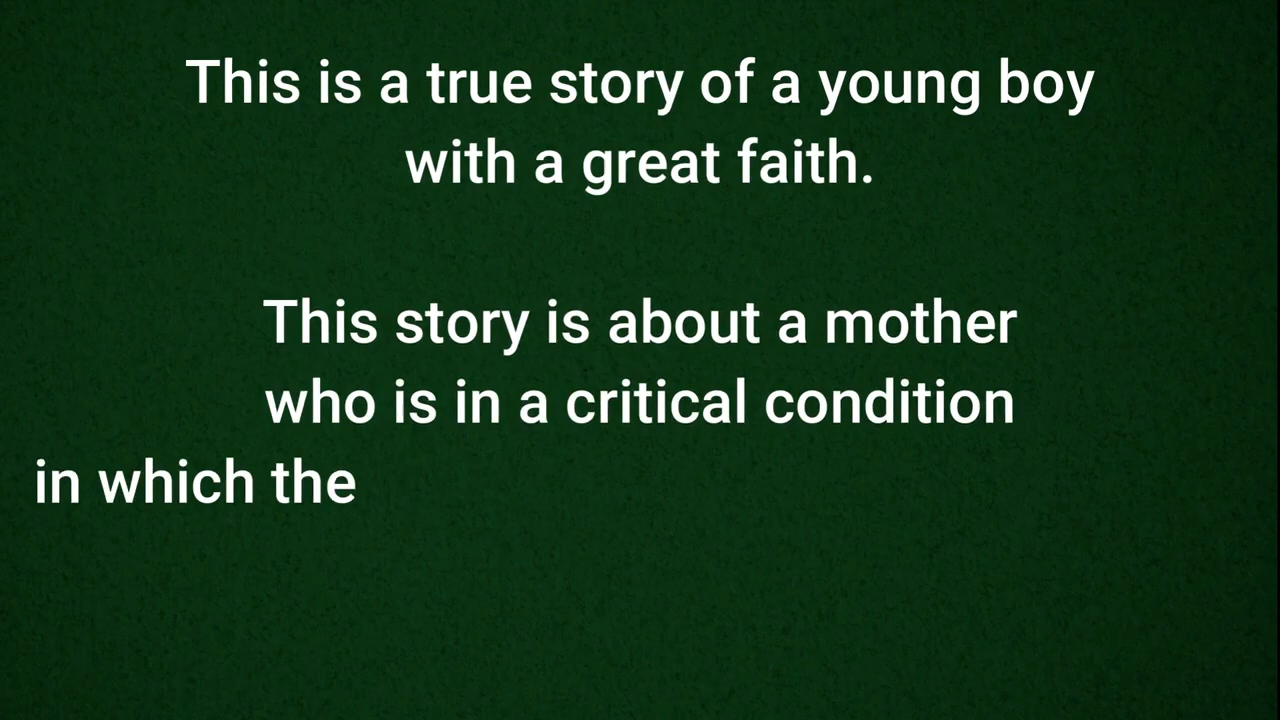 This is a true story of a young boy
with a great faith.
This story is about a mother
who is in a critical condition
in which the